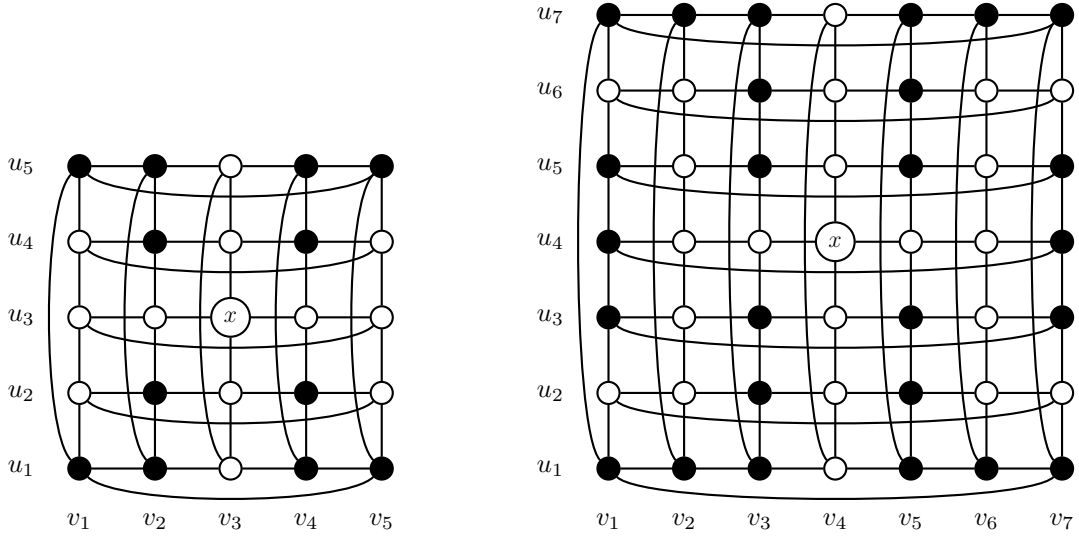 u₅
u₄
u₃ x
u₂
u₁
v₁ v₂ v₃ v₄ v₅
u₇
u₆
u₅
u₄ x
u₃
u₂
u₁
v₁ v₂ v₃ v₄ v₅ v₆ v₇